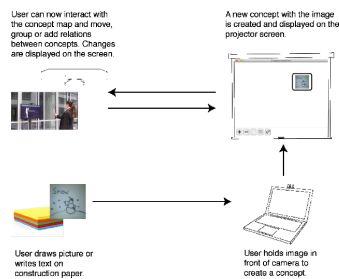 User can now interact with
the concept map and move,
group or add relations
between concepts. Changes
are displayed on the screen.
A new concept with the image
is created and displayed on the
projector screen.
User draws picture or
writes text on
construction paper.
User holds image in
front of camera to
create a concept.